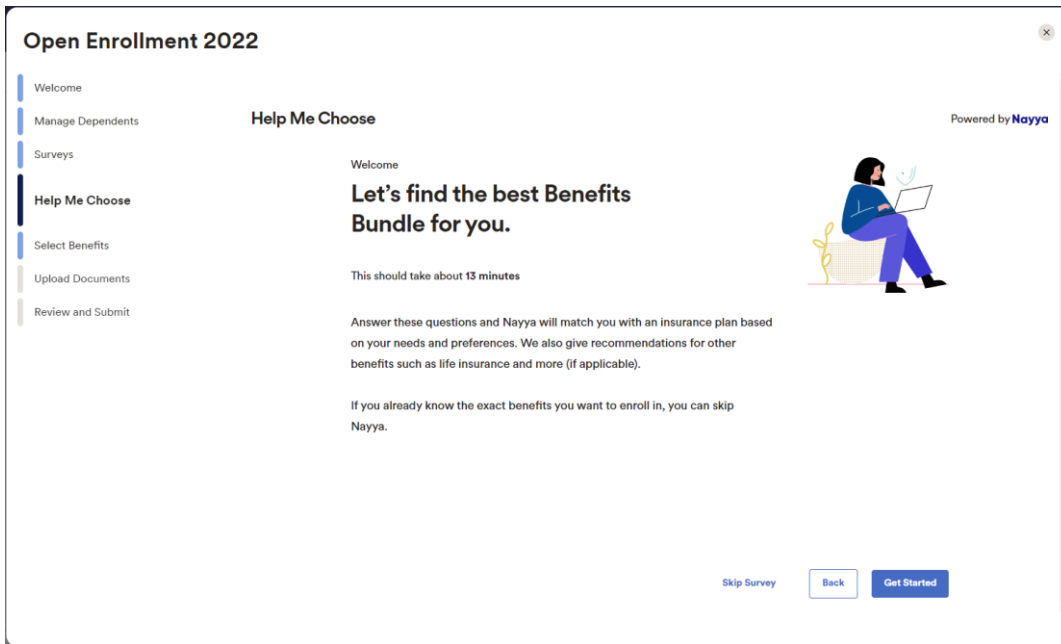 Open Enrollment 2022
Welcome
Manage Dependents
Surveys
Help Me Choose
Select Benefits
Upload Documents
Review and Submit
Help Me Choose
Powered by Nayya
Welcome
Let's find the best Benefits
Bundle for you.
This should take about 13 minutes
Answer these questions and Nayya will match you with an insurance plan based
on your needs and preferences. We also give recommendations for other
benefits such as life insurance and more (if applicable).
If you already know the exact benefits you want to enroll in, you can skip
Nayya.
Skip Survey
Back
Get Started